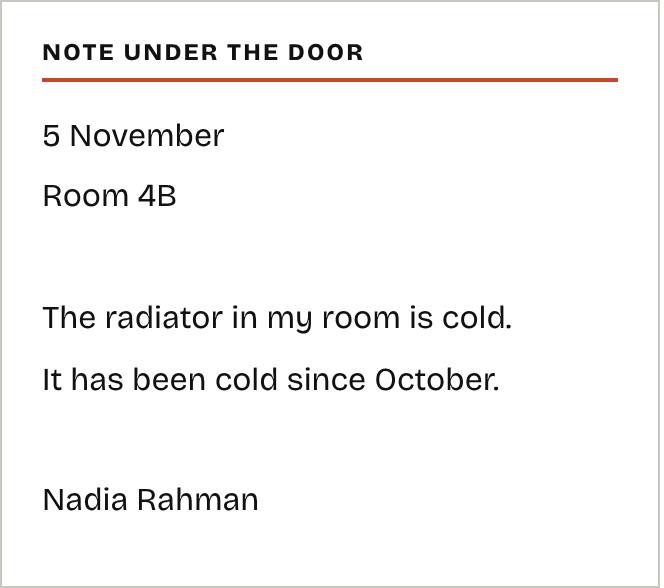 NOTE UNDER THE DOOR
5 November
Room 4B
The radiator in my room is cold.
It has been cold since October.
Nadia Rahman